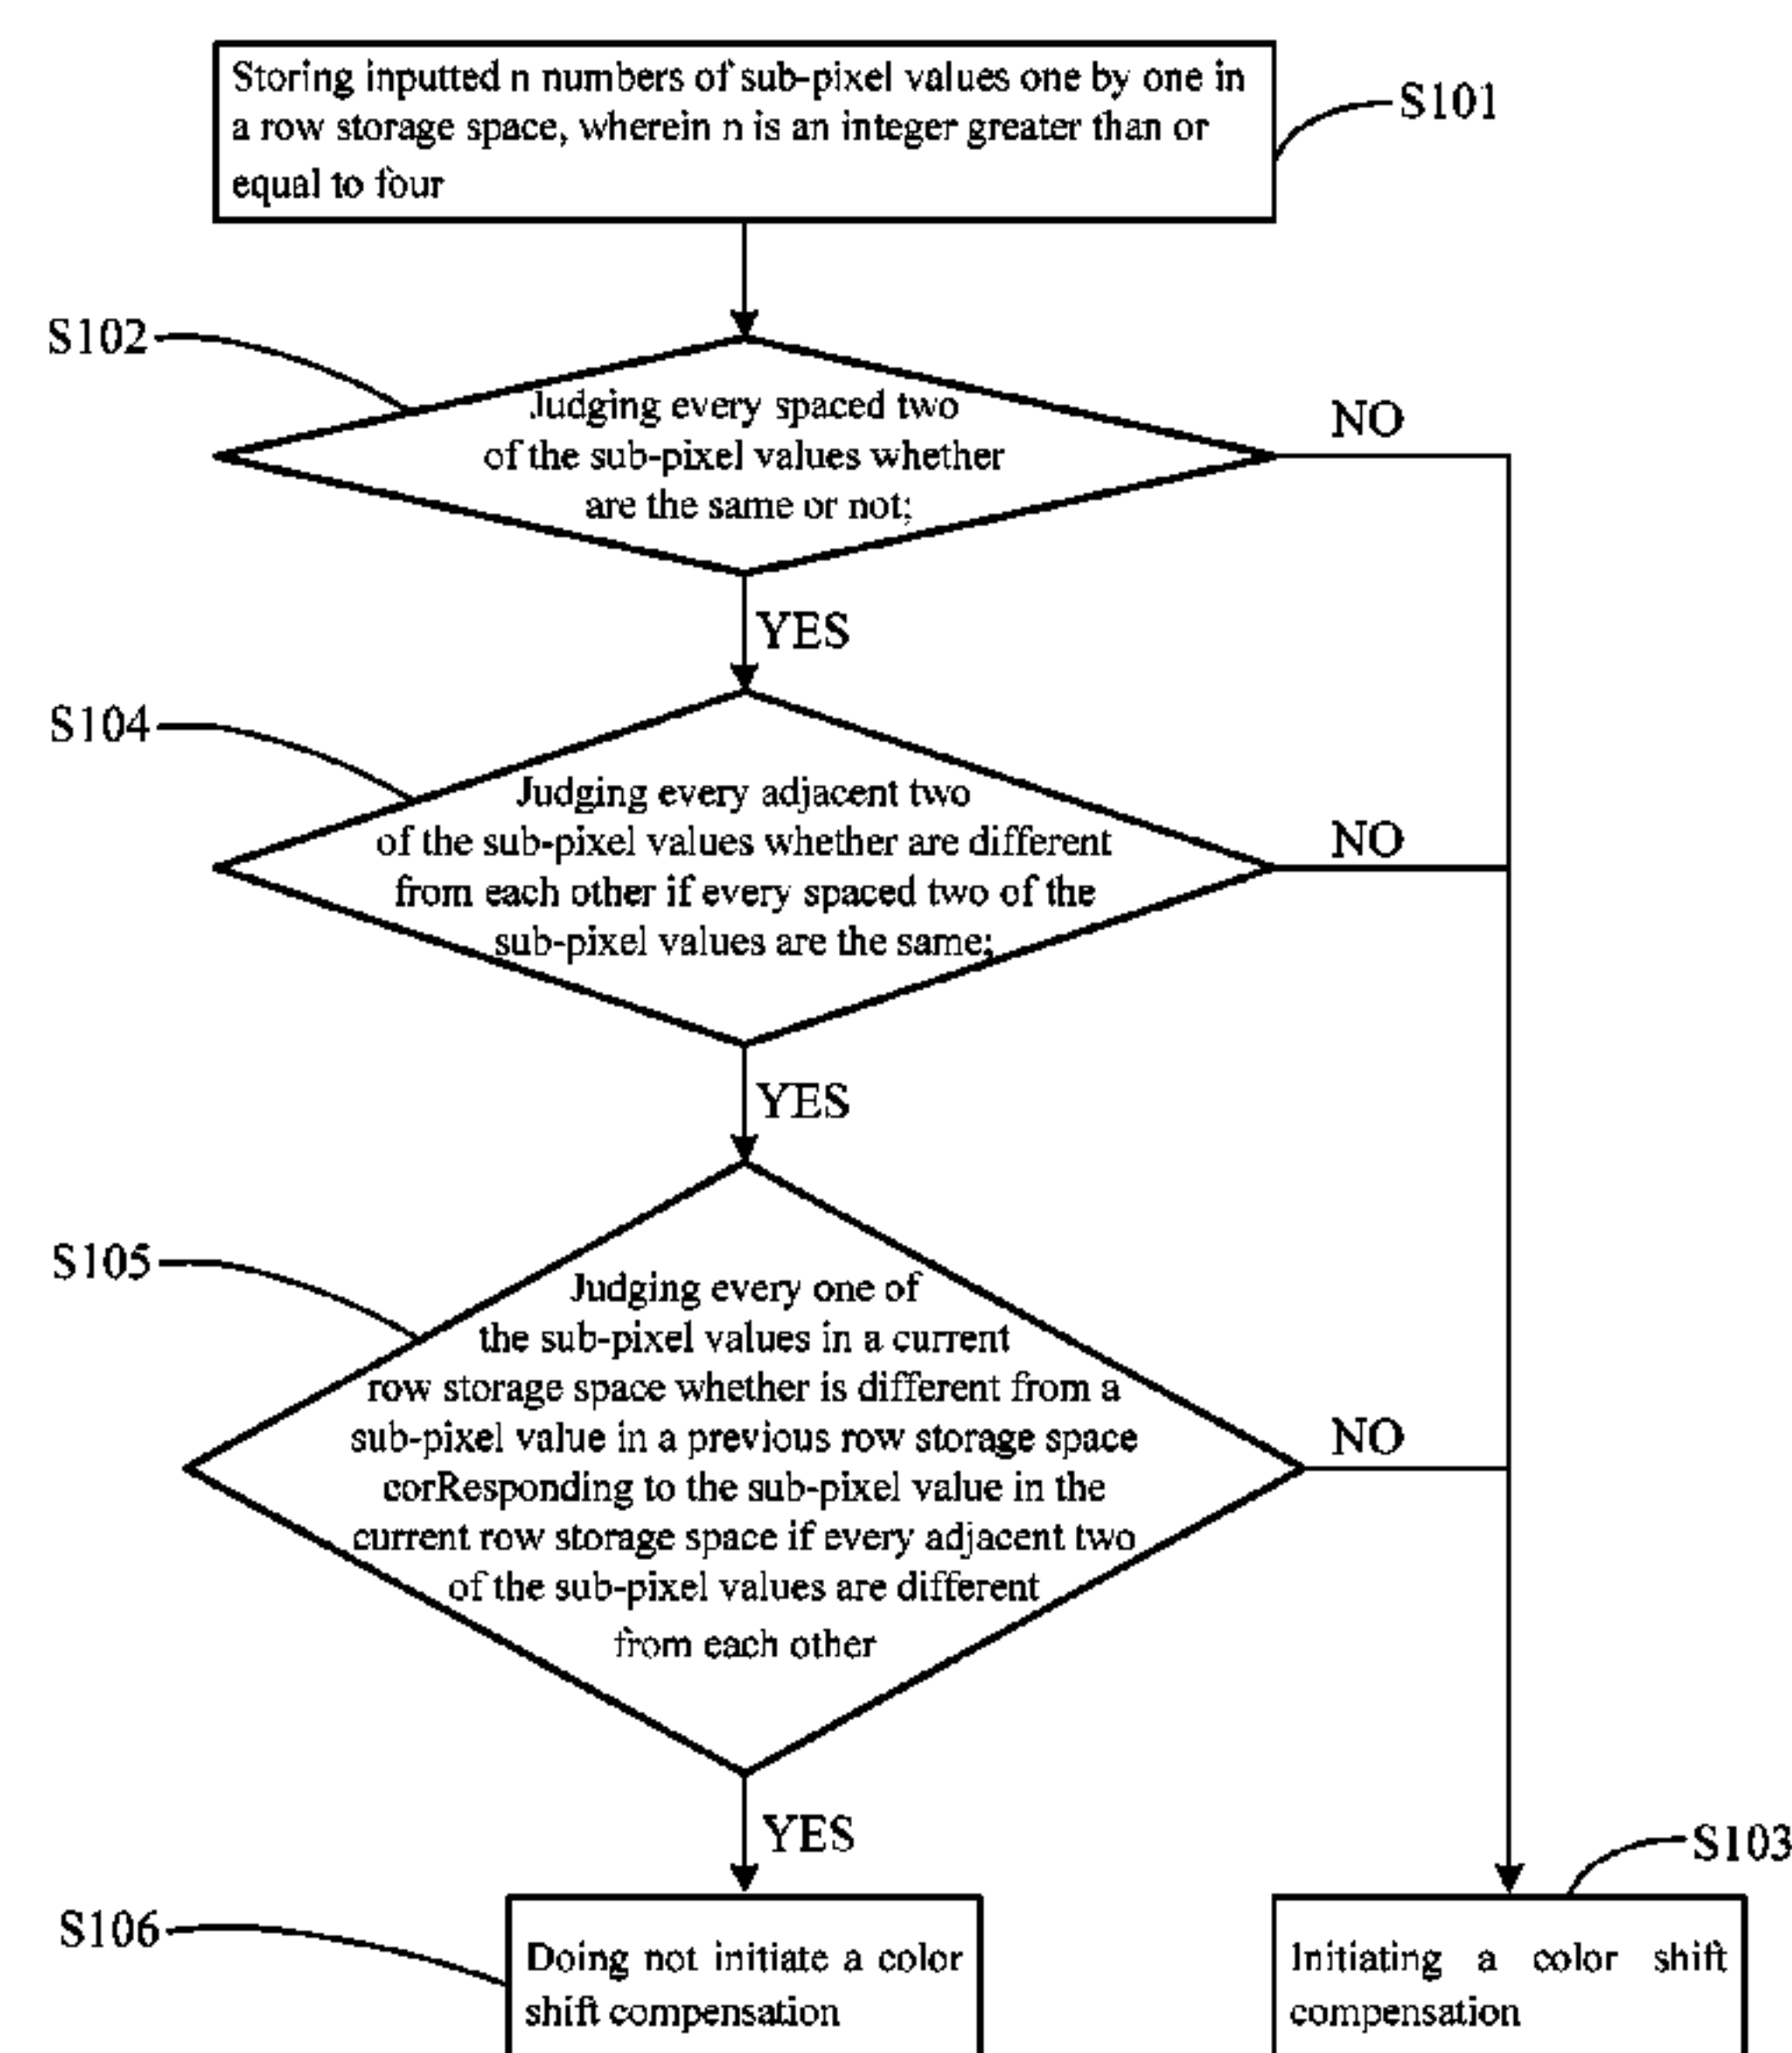 Storing inputted n numbers of sub-pixel values one by one in
a row storage space, wherein n is an integer greater than or
equal to four
S101
S102
Judging every spaced two
of the sub-pixel values whether
are the same or not;
NO
YES
S104
Judging every adjacent two
of the sub-pixel values whether are different
from each other if every spaced two of the
sub-pixel values are the same;
NO
YES
S105
Judging every one of
the sub-pixel values in a current
row storage space whether is different from a
sub-pixel value in a previous row storage space
corResponding to the sub-pixel value in the
current row storage space if every adjacent two
of the sub-pixel values are different
from each other
NO
YES
S103
S106
Doing not initiate a color
shift compensation
Initiating a color shift
compensation